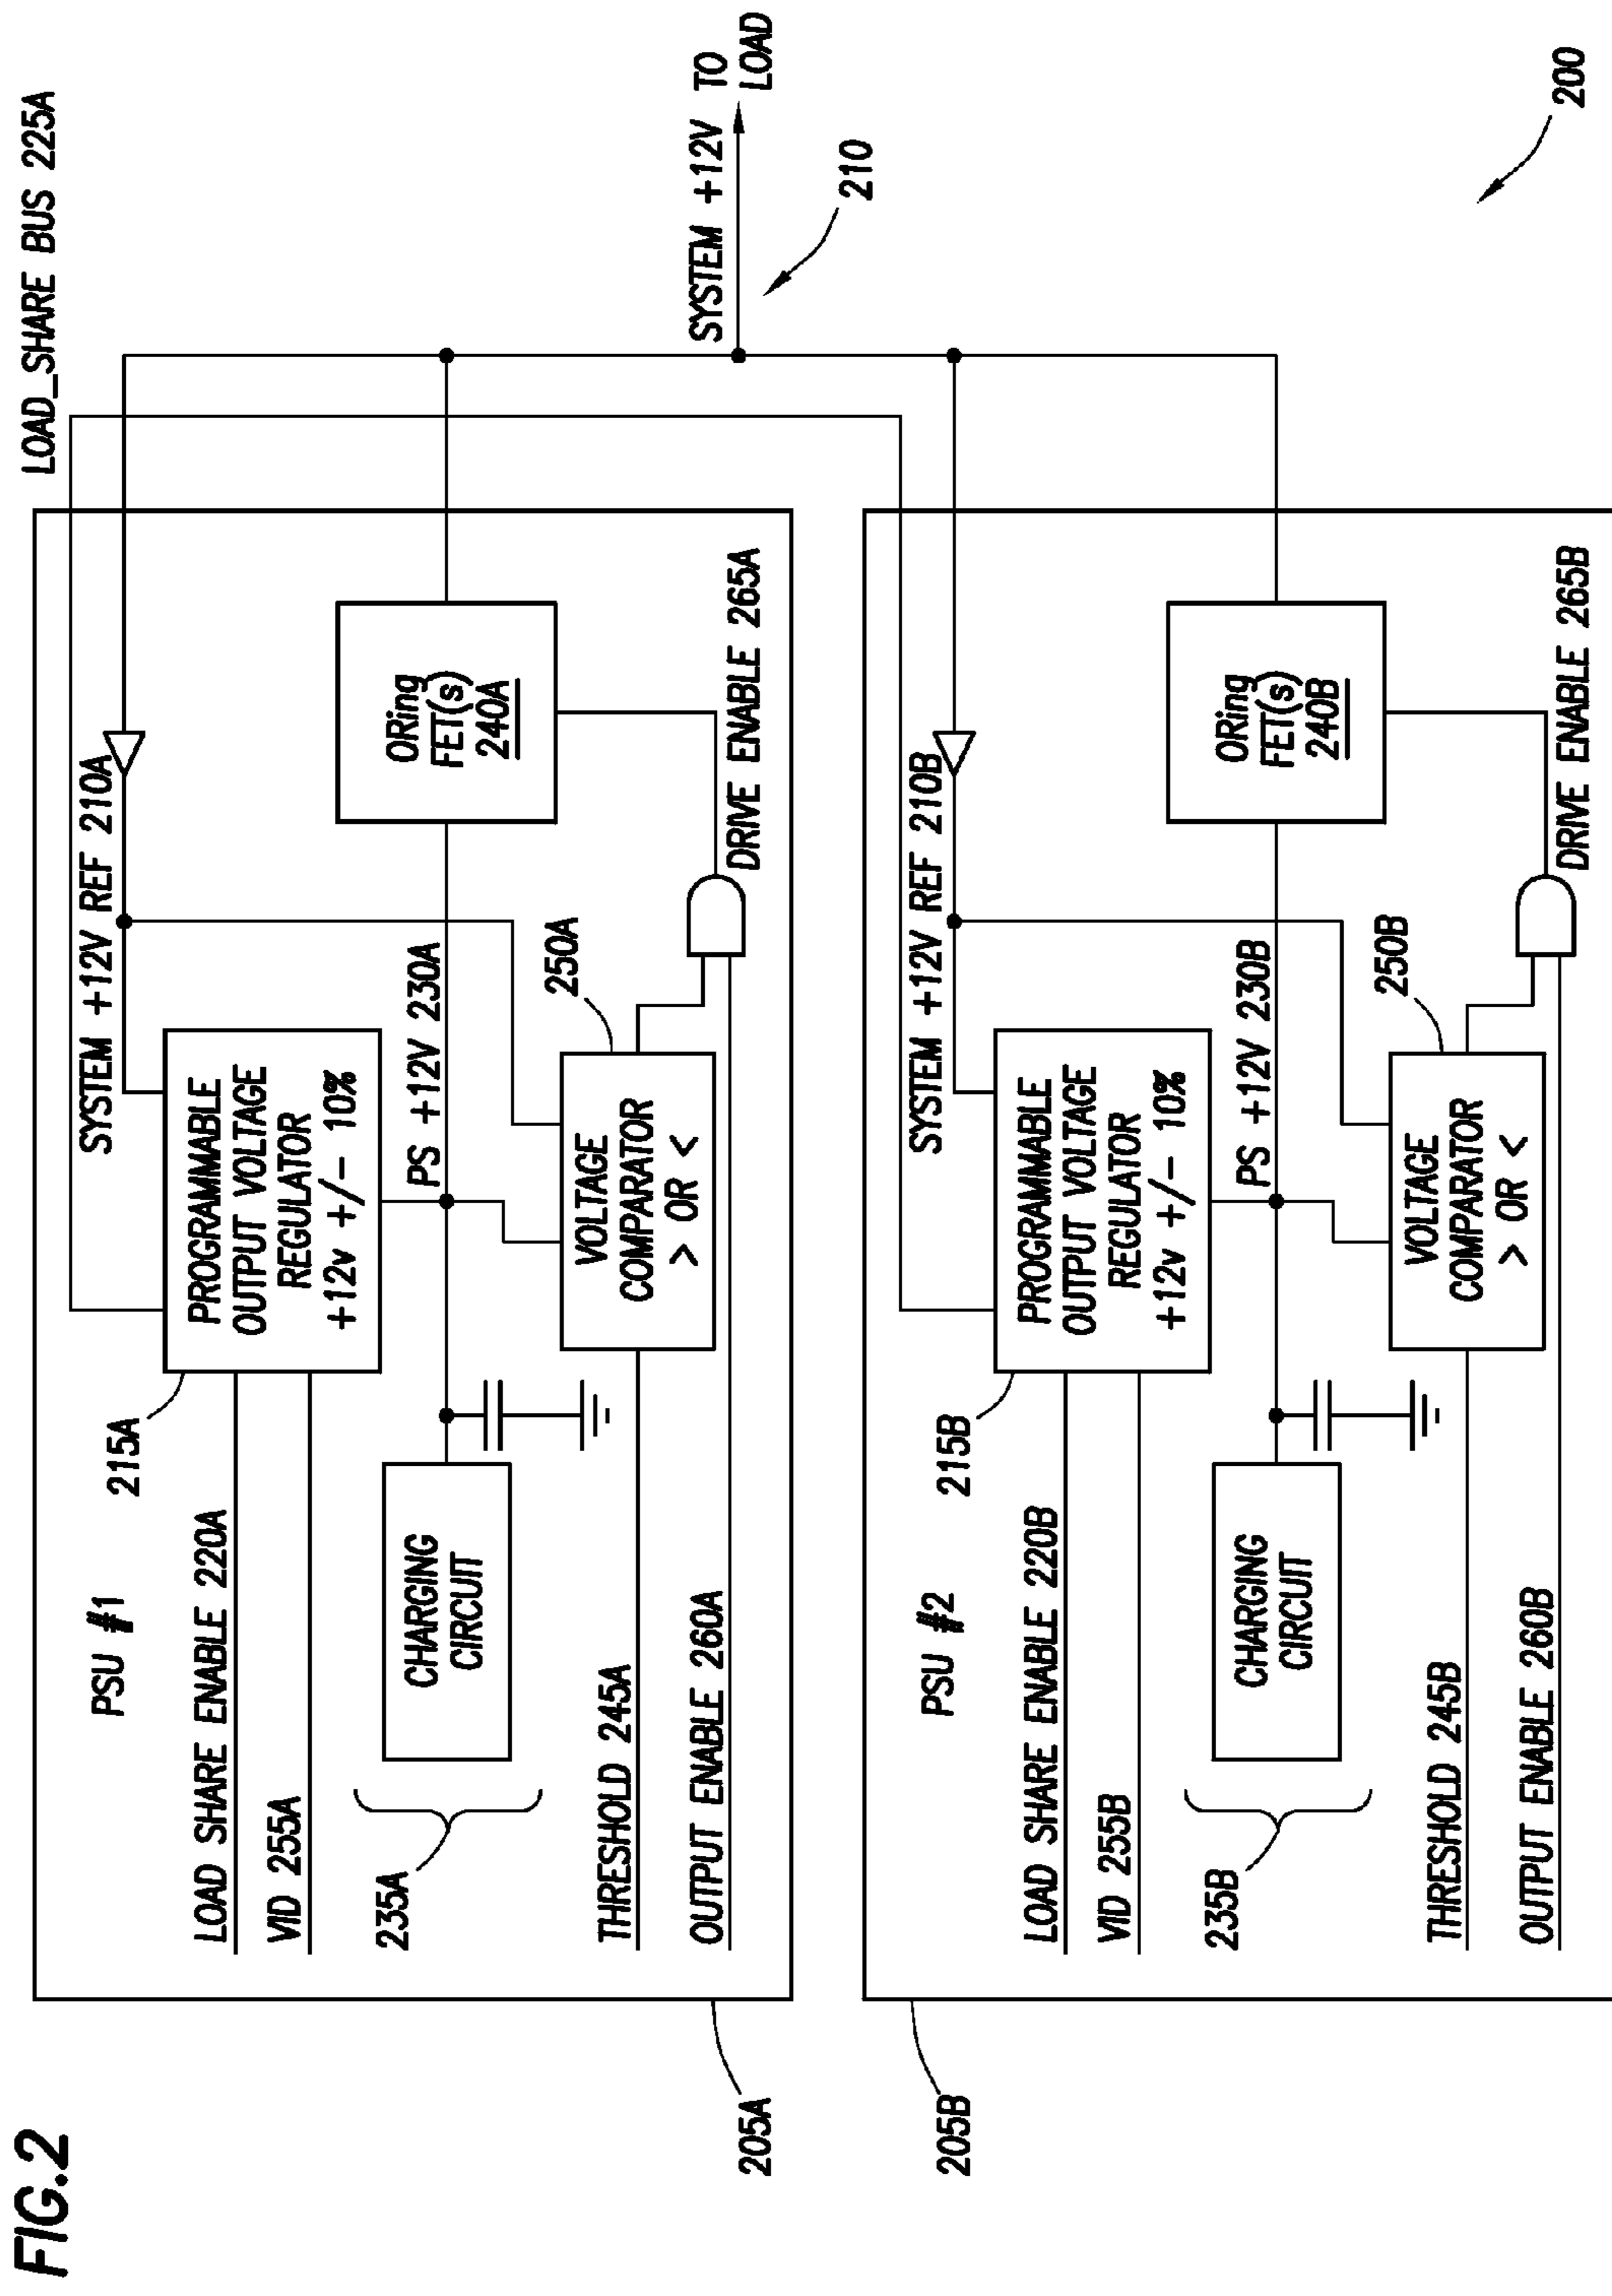 FIG.2
LOAD_SHARE BUS 225A
205A
PSU #1
215A
SYSTEM +12V REF 210A
LOAD SHARE ENABLE 220A
VID 255A
PROGRAMMABLE
OUTPUT VOLTAGE
REGULATOR
+12v +/- 10%
235A
CHARGING
CIRCUIT
PS +12V 230A
ORing
FET(s)
240A
THRESHOLD 245A
VOLTAGE
COMPARATOR
> OR <
250A
OUTPUT ENABLE 260A
DRIVE ENABLE 265A
SYSTEM +12V TO
LOAD
210
205B
PSU #2
215B
SYSTEM +12V REF 210B
LOAD SHARE ENABLE 220B
VID 255B
PROGRAMMABLE
OUTPUT VOLTAGE
REGULATOR
+12v +/- 10%
235B
CHARGING
CIRCUIT
PS +12V 230B
ORing
FET(s)
240B
THRESHOLD 245B
VOLTAGE
COMPARATOR
> OR <
250B
OUTPUT ENABLE 260B
DRIVE ENABLE 265B
200